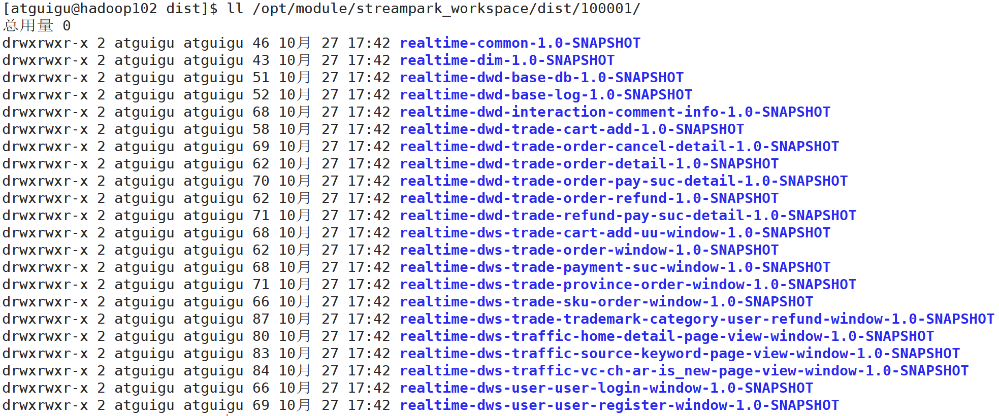 [atguigu@hadoop102 dist]$ ll /opt/module/streampark_workspace/dist/100001/
总用量 0
drwxrwxr-x 2 atguigu atguigu 46 10月 27 17:42 realtime-common-1.0-SNAPSHOT
drwxrwxr-x 2 atguigu atguigu 43 10月 27 17:42 realtime-dim-1.0-SNAPSHOT
drwxrwxr-x 2 atguigu atguigu 51 10月 27 17:42 realtime-dwd-base-db-1.0-SNAPSHOT
drwxrwxr-x 2 atguigu atguigu 52 10月 27 17:42 realtime-dwd-base-log-1.0-SNAPSHOT
drwxrwxr-x 2 atguigu atguigu 68 10月 27 17:42 realtime-dwd-interaction-comment-info-1.0-SNAPSHOT
drwxrwxr-x 2 atguigu atguigu 58 10月 27 17:42 realtime-dwd-trade-cart-add-1.0-SNAPSHOT
drwxrwxr-x 2 atguigu atguigu 69 10月 27 17:42 realtime-dwd-trade-order-cancel-detail-1.0-SNAPSHOT
drwxrwxr-x 2 atguigu atguigu 62 10月 27 17:42 realtime-dwd-trade-order-detail-1.0-SNAPSHOT
drwxrwxr-x 2 atguigu atguigu 70 10月 27 17:42 realtime-dwd-trade-order-pay-suc-detail-1.0-SNAPSHOT
drwxrwxr-x 2 atguigu atguigu 62 10月 27 17:42 realtime-dwd-trade-order-refund-1.0-SNAPSHOT
drwxrwxr-x 2 atguigu atguigu 71 10月 27 17:42 realtime-dwd-trade-refund-pay-suc-detail-1.0-SNAPSHOT
drwxrwxr-x 2 atguigu atguigu 68 10月 27 17:42 realtime-dws-trade-cart-add-uu-window-1.0-SNAPSHOT
drwxrwxr-x 2 atguigu atguigu 62 10月 27 17:42 realtime-dws-trade-order-window-1.0-SNAPSHOT
drwxrwxr-x 2 atguigu atguigu 68 10月 27 17:42 realtime-dws-trade-payment-suc-window-1.0-SNAPSHOT
drwxrwxr-x 2 atguigu atguigu 71 10月 27 17:42 realtime-dws-trade-province-order-window-1.0-SNAPSHOT
drwxrwxr-x 2 atguigu atguigu 66 10月 27 17:42 realtime-dws-trade-sku-order-window-1.0-SNAPSHOT
drwxrwxr-x 2 atguigu atguigu 87 10月 27 17:42 realtime-dws-trade-trademark-category-user-refund-window-1.0-SNAPSHOT
drwxrwxr-x 2 atguigu atguigu 80 10月 27 17:42 realtime-dws-traffic-home-detail-page-view-window-1.0-SNAPSHOT
drwxrwxr-x 2 atguigu atguigu 83 10月 27 17:42 realtime-dws-traffic-source-keyword-page-view-window-1.0-SNAPSHOT
drwxrwxr-x 2 atguigu atguigu 84 10月 27 17:42 realtime-dws-traffic-vc-ch-ar-is_new-page-view-window-1.0-SNAPSHOT
drwxrwxr-x 2 atguigu atguigu 66 10月 27 17:42 realtime-dws-user-user-login-window-1.0-SNAPSHOT
drwxrwxr-x 2 atguigu atguigu 69 10月 27 17:42 realtime-dws-user-user-register-window-1.0-SNAPSHOT